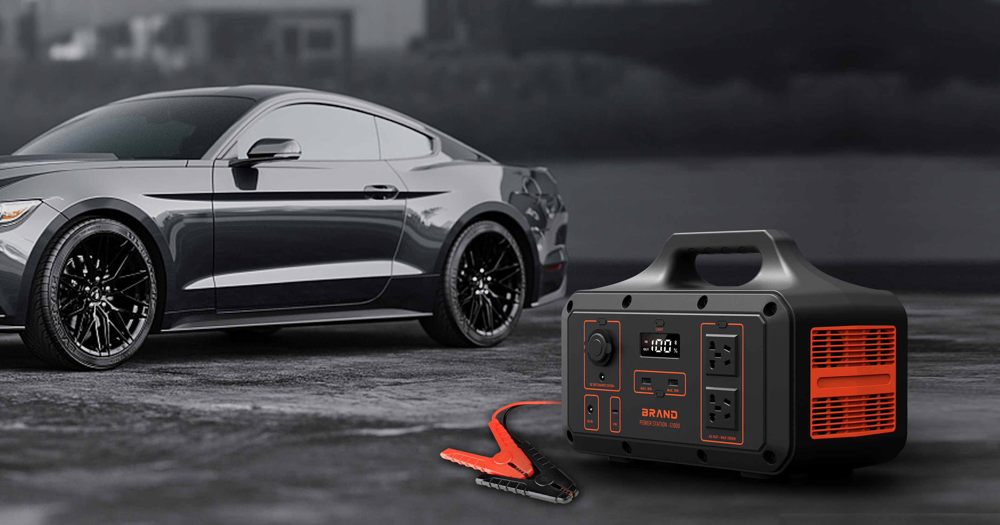 LIGHT
IN
100
OUT
%
DC OUT SHARED 12V/10A
MAX. 18W
MAX. 18W
DC IN
BRAND
POWER STATION -S1000
AC OUT - MAX.1000W